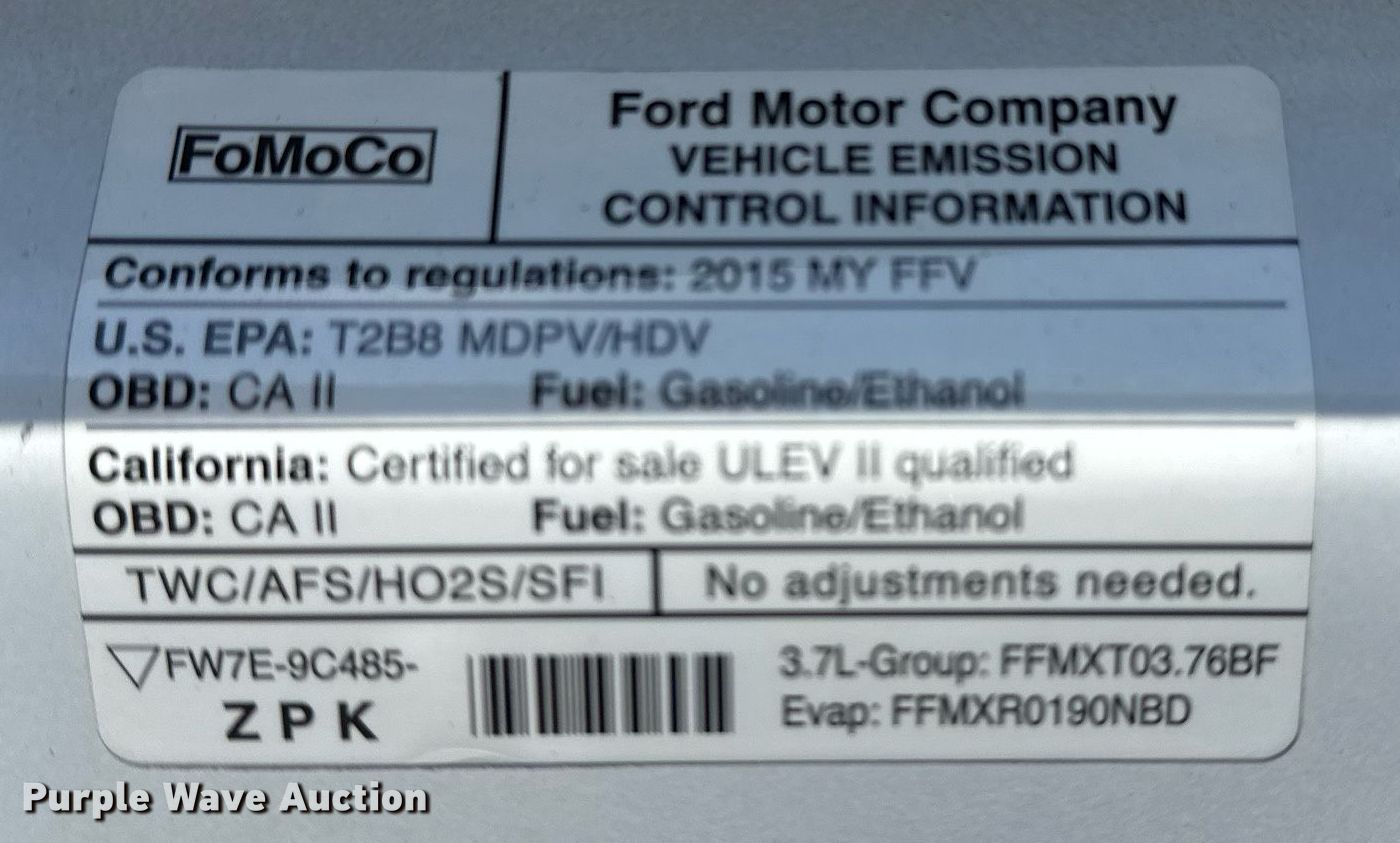 FoMoCo
Ford Motor Company
VEHICLE EMISSION
CONTROL INFORMATION
Conforms to regulations: 2015 MY FFV
U.S. EPA: T2B8 MDPV/HDV
OBD: CA II Fuel: Gasoline/Ethanol
California: Certified for sale ULEV II qualified
OBD: CA II Fuel: Gasoline/Ethanol
TWC/AFS/HO2S/SFI No adjustments needed.
FW7E-9C485-
Z P K
3.7L-Group: FFMXT03.76BF
Evap: FFMXR0190NBD
Purple Wave Auction